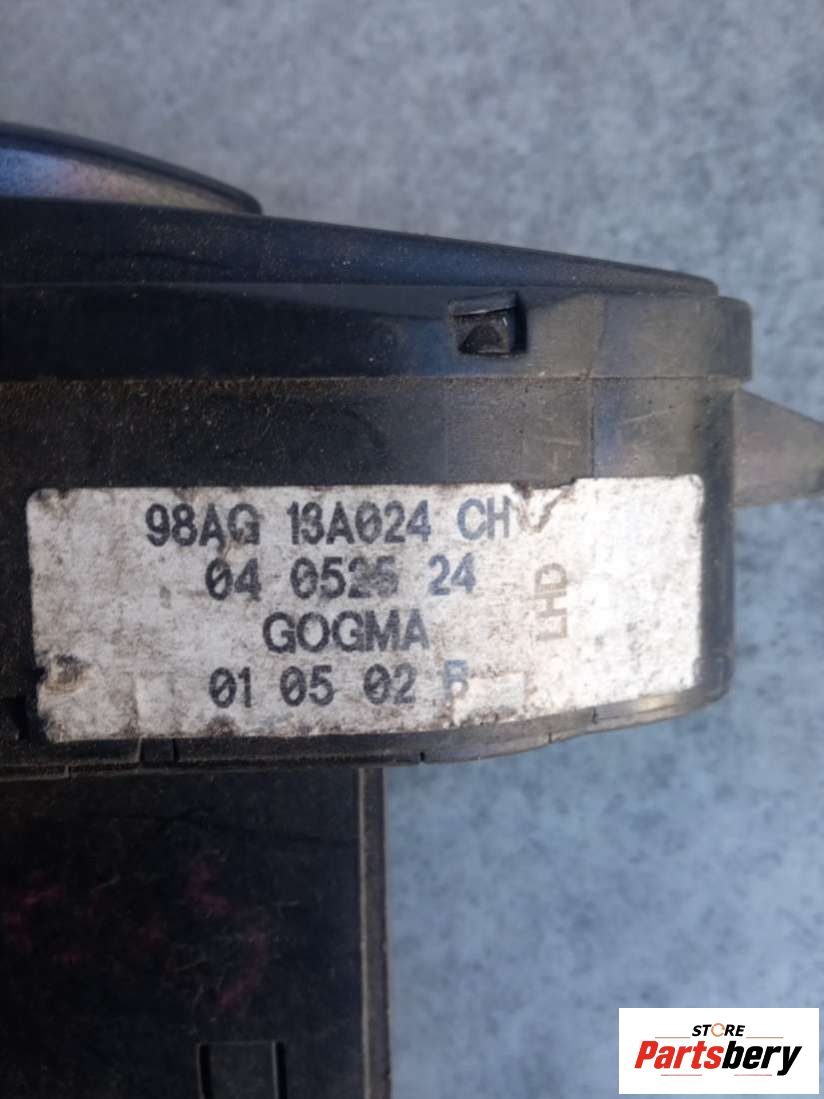 98AG 13A024 CH
04 0525 24
GOGMA
01 05 02 B
LHD
STORE
Partsbery